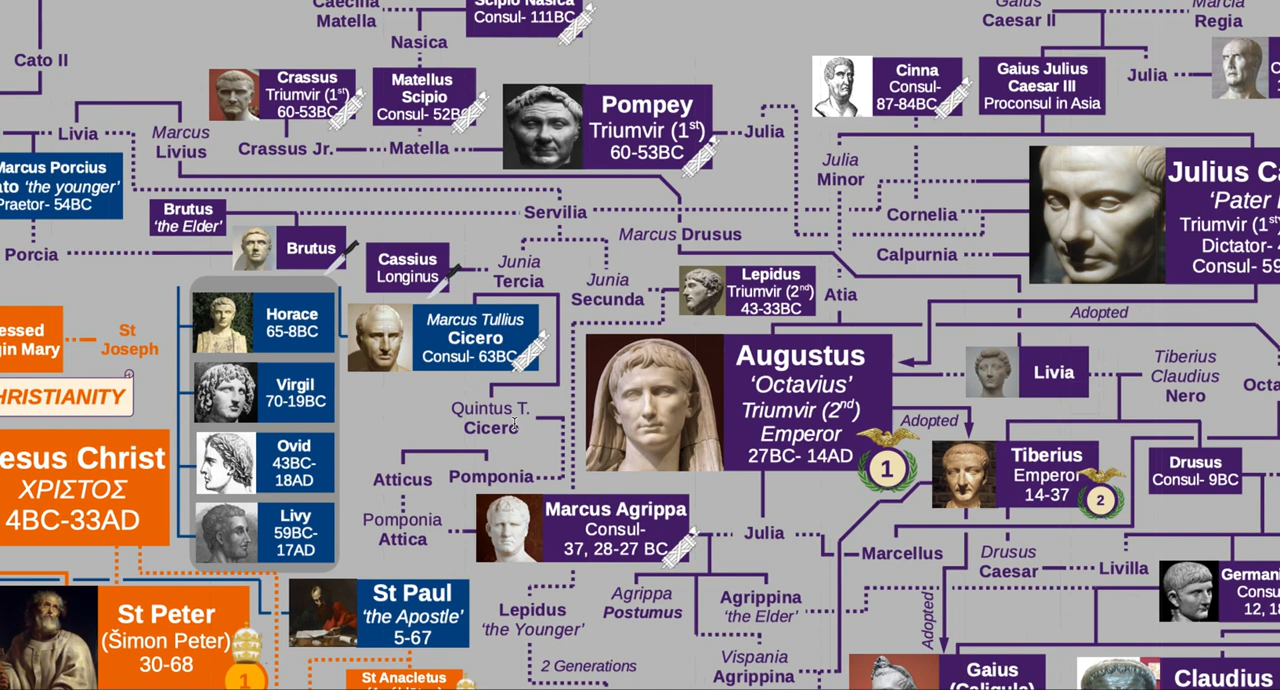 Caecilia
Matella
Scipio Nasica
Consul- 111BC
Gaius
Caesar II
Marcia
Regia
Nasica
Cato II
Crassus
Triumvir (1st)
60-53BC
Matellus
Scipio
Consul- 52BC
Pompey
Triumvir (1st)
60-53BC
Cinna
Consul-
87-84BC
Gaius Julius
Caesar III
Proconsul in Asia
Julia
Livia
Marcus
Livius
Crassus Jr.
Matella
Julia
Marcus Porcius
ato 'the younger'
Praetor- 54BC
Julia
Minor
Julius Ca
'Pater
Triumvir (1s
Dictator-
Consul- 59
Brutus
'the Elder'
Servilia
Cornelia
Marcus Drusus
Porcia
Brutus
Calpurnia
Cassius
Longinus
Junia
Tercia
Junia
Secunda
Lepidus
Triumvir (2nd)
43-33BC
Atia
Horace
65-8BC
Marcus Tullius
Cicero
Consul- 63BC
Adopted
essed
gin Mary
St
Joseph
Augustus
'Octavius'
Triumvir (2nd)
Emperor
27BC- 14AD
1
Livia
Tiberius
Claudius
Nero
Octa
HRISTIANITY
Virgil
70-19BC
Quintus T.
Cicero
Adopted
esus Christ
ΧΡΙΣΤΟΣ
4BC-33AD
Ovid
43BC-
18AD
Atticus
Pomponia
Tiberius
Emperor
14-37
2
Drusus
Consul- 9BC
Livy
59BC-
17AD
Pomponia
Attica
Marcus Agrippa
Consul-
37, 28-27 BC
Julia
Marcellus
Drusus
Caesar
Livilla
Germani
Consu
12, 18
St Peter
(Šimon Peter)
30-68
1
St Paul
'the Apostle'
5-67
Lepidus
'the Younger'
Agrippa
Postumus
Agrippina
'the Elder'
Adopted
2 Generations
Vispania
Agrippina
St Anacletus
Gaius
(Caligula)
Claudius